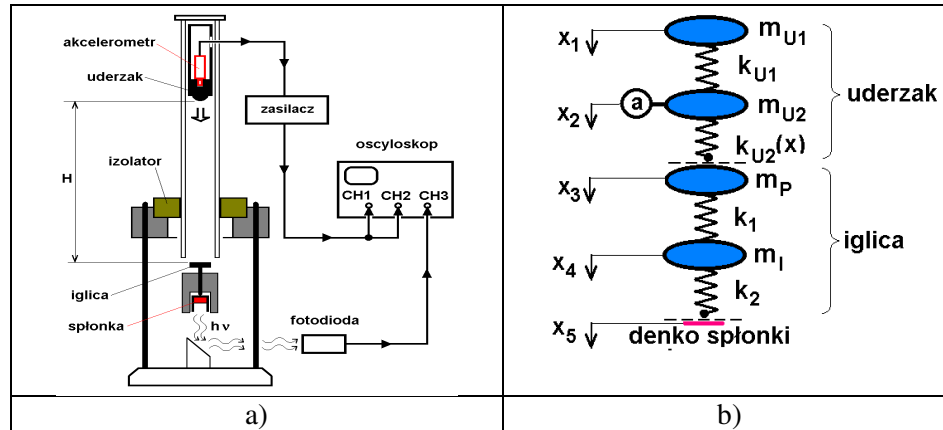 akcelerometr
uderzak
zasilacz
oscyloskop
izolator
H
CH1 CH2 CH3
iglica
spłonka
hν
fotodioda
a)
x1
mU1
kU1
uderzak
x2
a
mU2
kU2(x)
x3
mP
k1
iglica
x4
mI
k2
x5
denko spłonki
b)